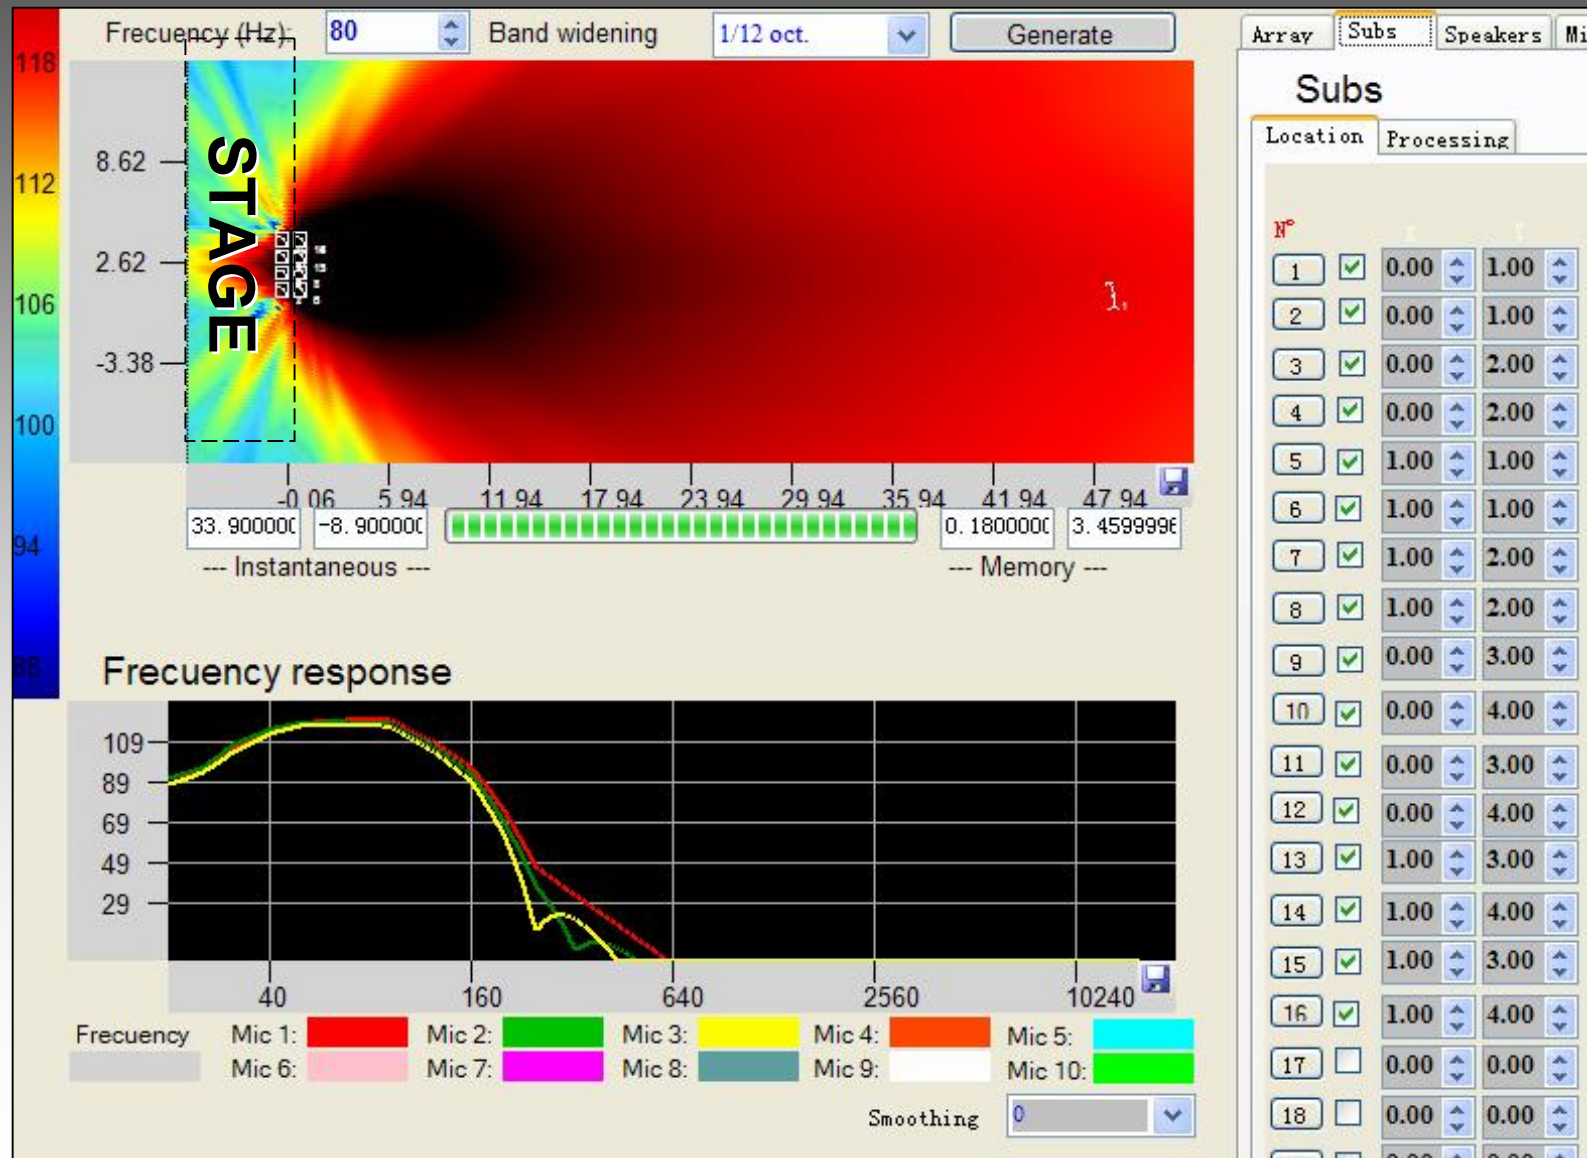 Frecuency (Hz): 80 Band widening 1/12 oct. Generate
Array Subs Speakers
Subs
Location Processing
118
112
106
100
94
88
8.62
2.62
-3.38
STAGE
1
-0.06 5.94 11.94 17.94 23.94 29.94 35.94 41.94 47.94
33.900000 -8.900000 0.1800000 3.4599996
--- Instantaneous --- --- Memory ---
N°
1 0.00 1.00
2 0.00 1.00
3 0.00 2.00
4 0.00 2.00
5 1.00 1.00
6 1.00 1.00
7 1.00 2.00
8 1.00 2.00
9 0.00 3.00
10 0.00 4.00
11 0.00 3.00
12 0.00 4.00
13 1.00 3.00
14 1.00 4.00
15 1.00 3.00
16 1.00 4.00
17 0.00 0.00
18 0.00 0.00
Frecuency response
109
89
69
49
29
40 160 640 2560 10240
Frecuency Mic 1: Mic 2: Mic 3: Mic 4: Mic 5:
Mic 6: Mic 7: Mic 8: Mic 9: Mic 10:
Smoothing 0